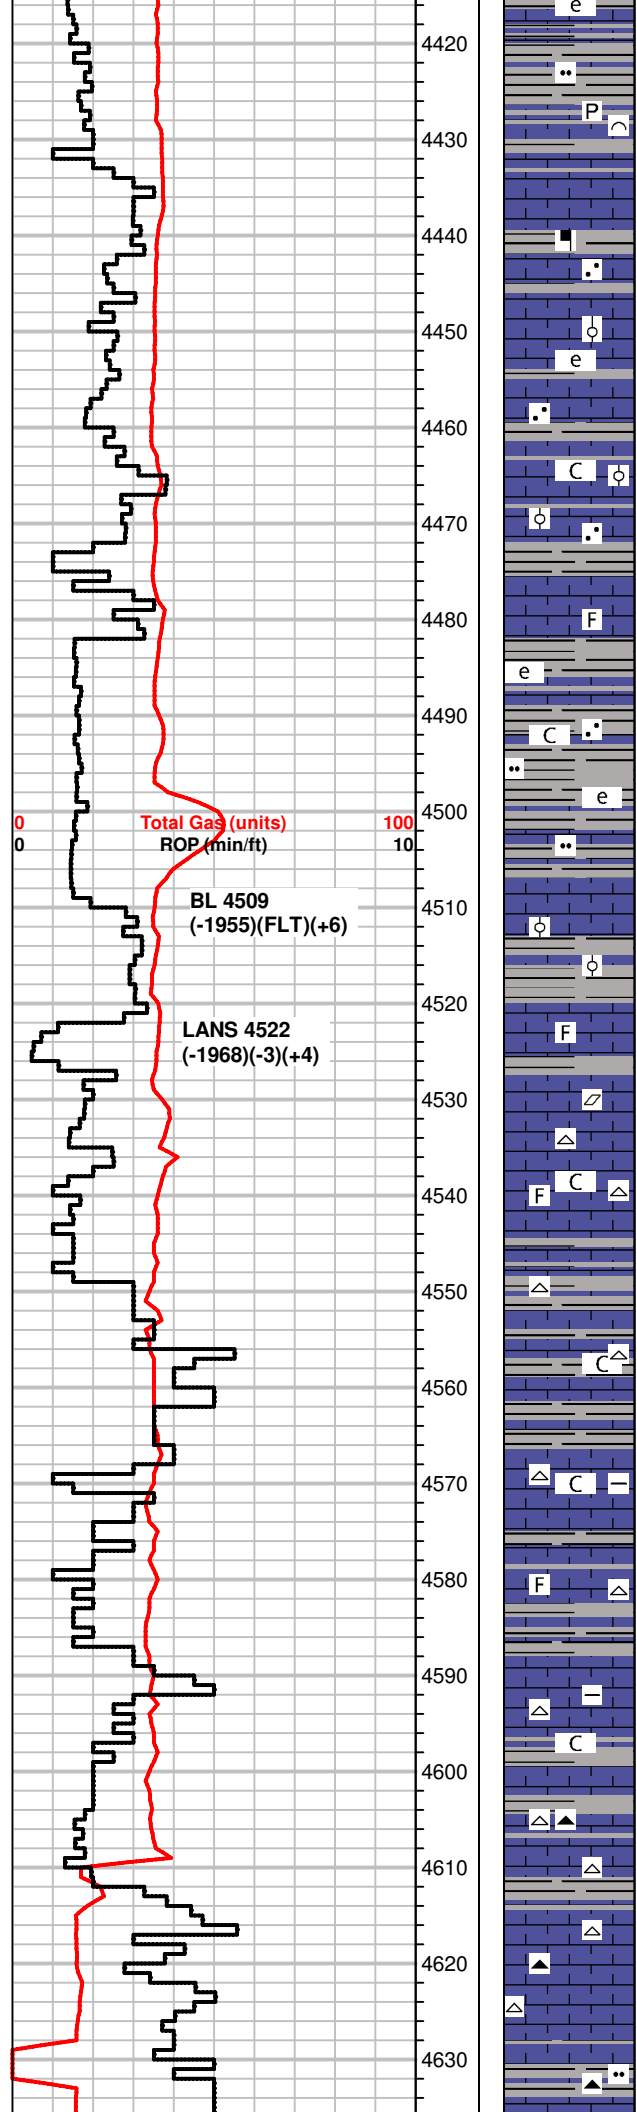 e
4420
P
4430
4440
4450
e
4460
C
4470
F
4480
e
4490
C
e
4500
0 Total Gas (units) 100
0 ROP (min/ft) 10
BL 4509
4510
(-1955)(FLT)(+6)
4520
LANS 4522
F
(-1968)(-3)(+4)
4530
C
4540
F
4550
C
4560
4570
C
4580
F
4590
C
4600
4610
4620
4630